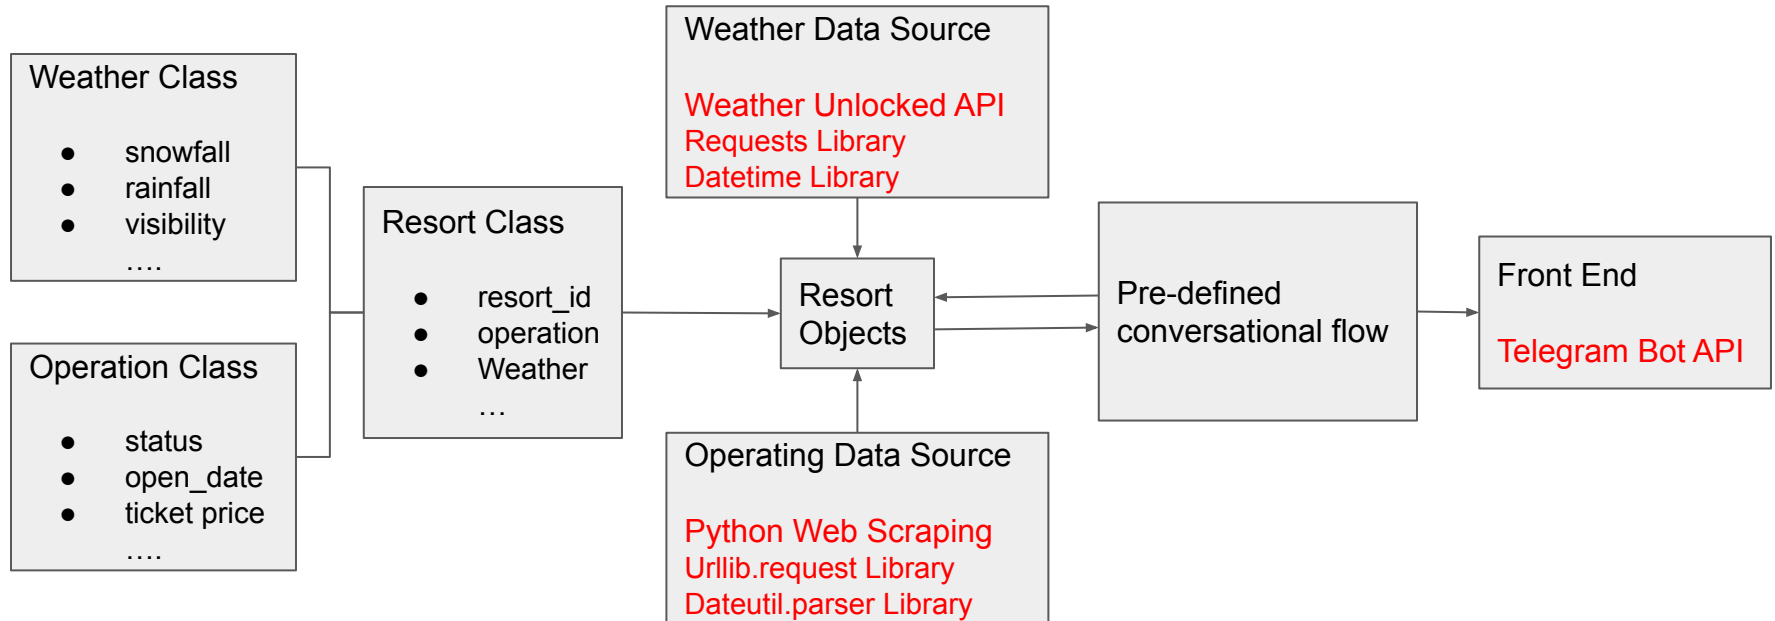 Weather Class
● snowfall
● rainfall
● visibility
....
Operation Class
● status
● open_date
● ticket price
....
Resort Class
● resort_id
● operation
● Weather
...
Weather Data Source
Weather Unlocked API
Requests Library
Datetime Library
Resort
Objects
Operating Data Source
Python Web Scraping
Urllib.request Library
Dateutil.parser Library
Pre-defined
conversational flow
Front End
Telegram Bot API